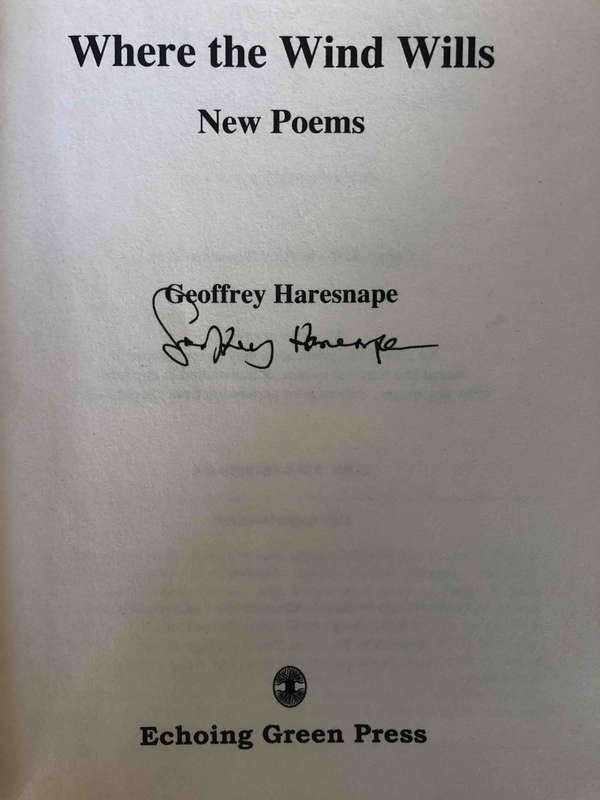 Where the Wind Wills
New Poems
Geoffrey Haresnape
Geoffrey Haresnape
Echoing Green Press